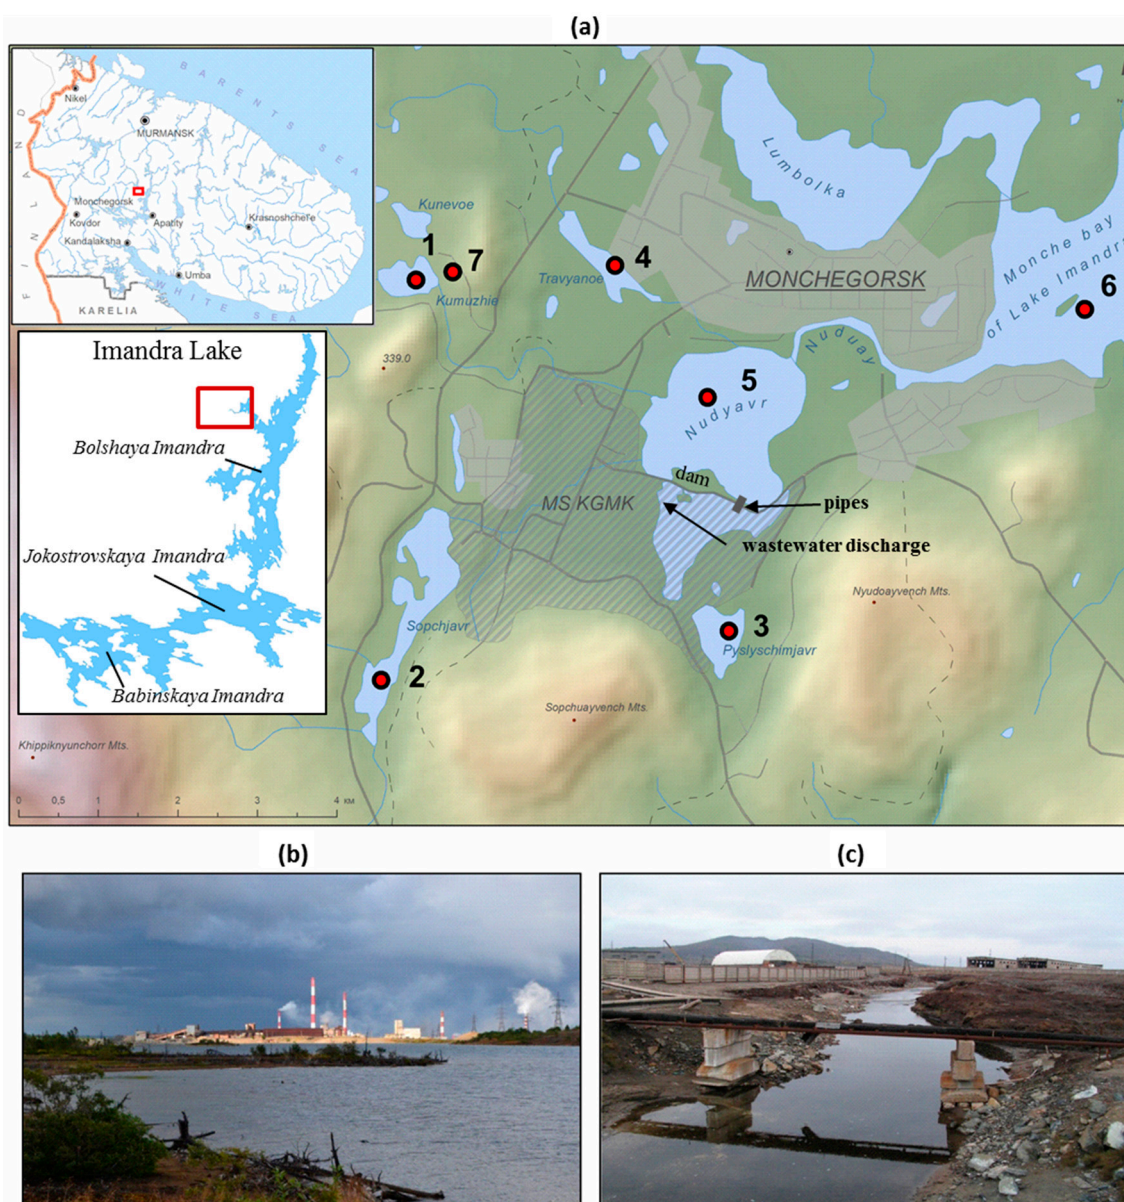 (a)
BARENTS SEA
FINLAND
Nikel
MURMANSK
Monchegorsk
Kovdor
Apatity
Krasnoshchel'e
Kandalaksha
Umba
WHITE SEA
KARELIA
Imandra Lake
Bolshaya Imandra
Jokostrovskaya Imandra
Babinskaya Imandra
Kunevoe
1
7
Kumuzhie
339.0
4
Travyanoe
Lumbolka
MONCHEGORSK
Monche bay
of Lake Imandra
6
Nuduay
5
Nudyavr
dam
MS KGMK
pipes
wastewater discharge
Sopchjavr
2
3
Pyslyschimjavr
Nyudoayvench Mts.
Sopchuayvench Mts.
Khippiknyunchorr Mts.
0 0,5 1 2 3 4 км
(b)
(c)